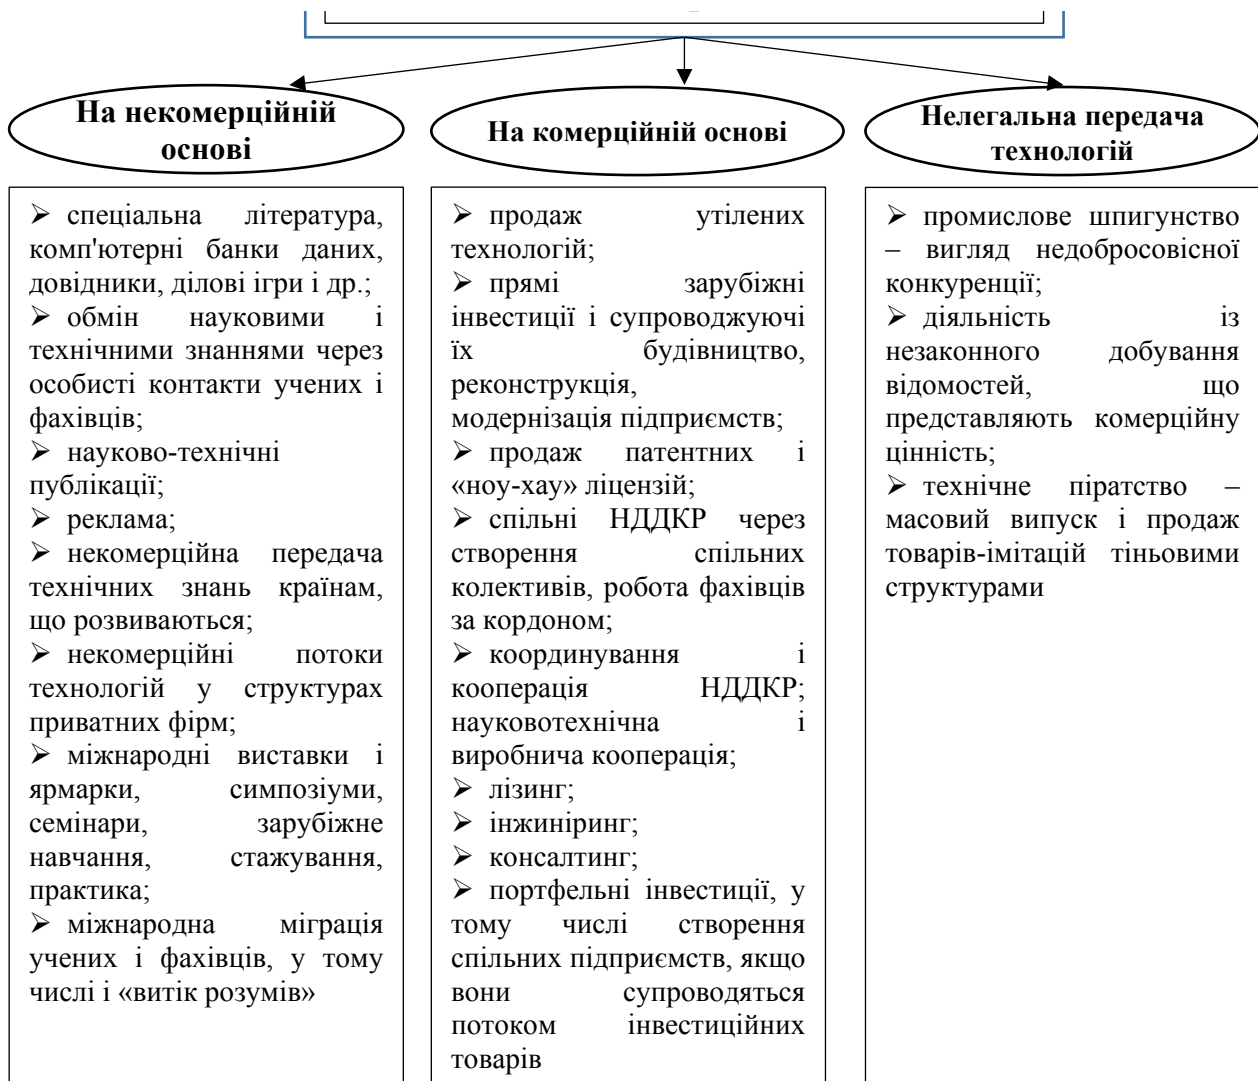 На некомерційній
основі
➢ спеціальна література,
комп'ютерні банки даних,
довідники, ділові ігри і др.;
➢ обмін науковими і
технічними знаннями через
особисті контакти учених і
фахівців;
➢ науково-технічні
публікації;
➢ реклама;
➢ некомерційна передача
технічних знань країнам,
що розвиваються;
➢ некомерційні потоки
технологій у структурах
приватних фірм;
➢ міжнародні виставки і
ярмарки, симпозіуми,
семінари, зарубіжне
навчання, стажування,
практика;
➢ міжнародна міграція
учених і фахівців, у тому
числі і «витік розумів»
На комерційній основі
➢ продаж утілених
технологій;
➢ прямі зарубіжні
інвестиції і супроводжуючі
їх будівництво,
реконструкція,
модернізація підприємств;
➢ продаж патентних і
«ноу-хау» ліцензій;
➢ спільні НДДКР через
створення спільних
колективів, робота фахівців
за кордоном;
➢ координування і
кооперація НДДКР;
науковотехнічна і
виробнича кооперація;
➢ лізинг;
➢ інжиніринг;
➢ консалтинг;
➢ портфельні інвестиції, у
тому числі створення
спільних підприємств, якщо
вони супроводяться
потоком інвестиційних
товарів
Нелегальна передача
технологій
➢ промислове шпигунство
– вигляд недобросовісної
конкуренції;
➢ діяльність із
незаконного добування
відомостей, що
представляють комерційну
цінність;
➢ технічне піратство –
масовий випуск і продаж
товарів-імітацій тіньовими
структурами